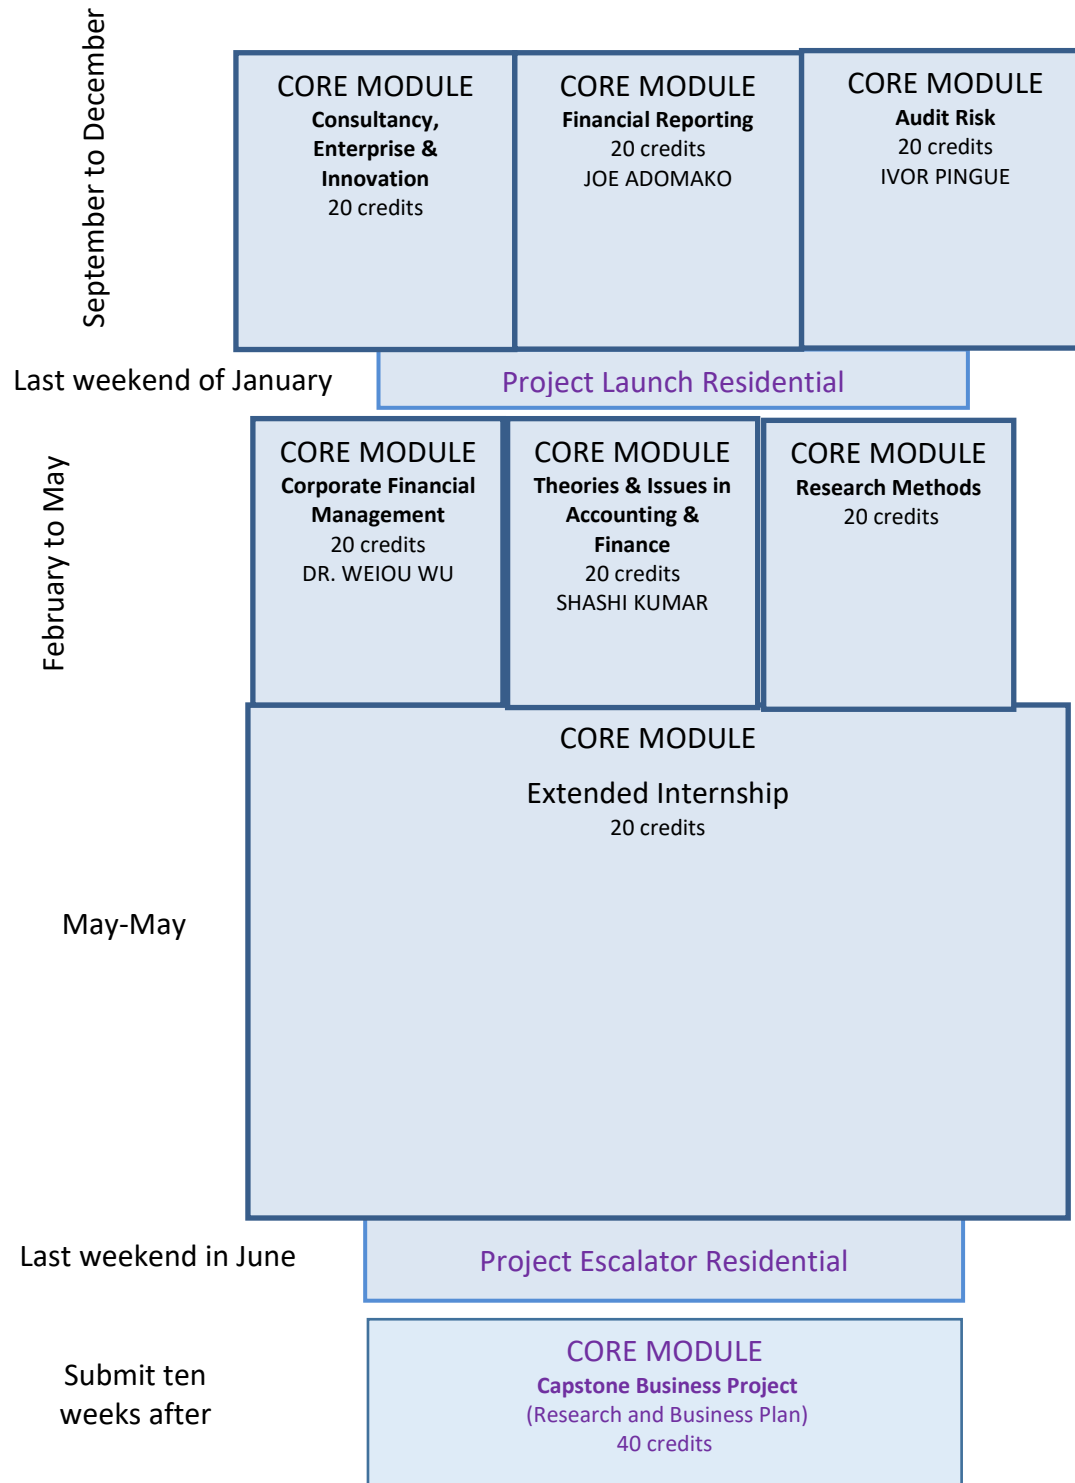 September to December
CORE MODULE
Consultancy,
Enterprise &
Innovation
20 credits
CORE MODULE
Financial Reporting
20 credits
JOE ADOMAKO
CORE MODULE
Audit Risk
20 credits
IVOR PINGUE
Last weekend of January
Project Launch Residential
February to May
CORE MODULE
Corporate Financial
Management
20 credits
DR. WEIOU WU
CORE MODULE
Theories & Issues in
Accounting &
Finance
20 credits
SHASHI KUMAR
CORE MODULE
Research Methods
20 credits
CORE MODULE
Extended Internship
20 credits
May-May
Last weekend in June
Project Escalator Residential
Submit ten
weeks after
CORE MODULE
Capstone Business Project
(Research and Business Plan)
40 credits